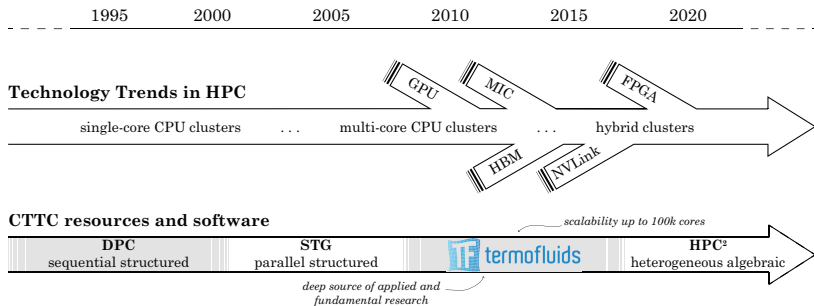 1995 2000 2005 2010 2015 2020
GPU MIC FPGA
Technology Trends in HPC
single-core CPU clusters ... multi-core CPU clusters ... hybrid clusters
HBM NVLink
CTTC resources and software
scalability up to 100k cores
DPC STG TF termofluids HPC²
sequential structured parallel structured heterogeneous algebraic
deep source of applied and
fundamental research